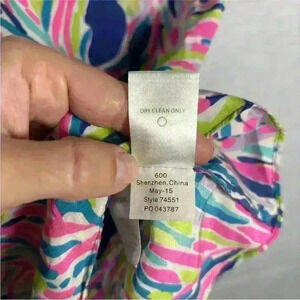 DRY CLEAN ONLY
600
Shenzhen.China
May-15
Style 74551
PO 043787